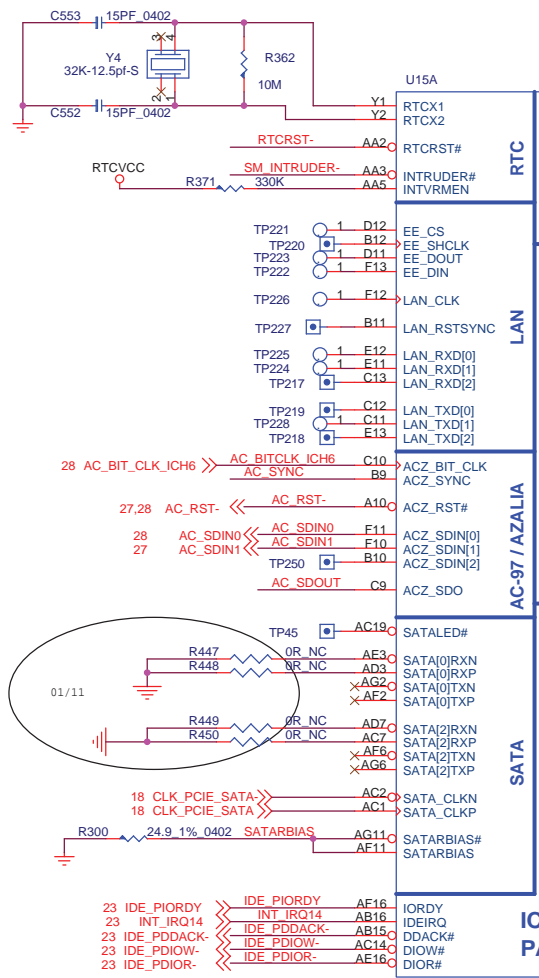 C553 15PF_0402
3 4
Y4
32K-12.5pf-S
R362
10M
2 1
C552 15PF_0402
U15A
Y1 RTCX1
Y2 RTCX2
RTCRST- AA2 RTCRST#
RTCVCC
SM_INTRUDER- AA3 INTRUDER#
R371 330K AA5 INTVRMEN
RTC
TP221 1 D12 EE_CS
TP220 B12 EE_SHCLK
TP223 1 D11 EE_DOUT
TP222 1 F13 EE_DIN
TP226 1 F12 LAN_CLK
TP227 B11 LAN_RSTSYNC
TP225 1 E12 LAN_RXD[0]
TP224 1 E11 LAN_RXD[1]
TP217 C13 LAN_RXD[2]
TP219 C12 LAN_TXD[0]
TP228 1 C11 LAN_TXD[1]
TP218 E13 LAN_TXD[2]
LAN
28 AC_BIT_CLK_ICH6 AC_BITCLK_ICH6 C10 ACZ_BIT_CLK
AC_SYNC B9 ACZ_SYNC
27,28 AC_RST- AC_RST- A10 ACZ_RST#
28 AC_SDIN0 AC_SDIN0 F11 ACZ_SDIN[0]
27 AC_SDIN1 AC_SDIN1 F10 ACZ_SDIN[1]
TP250 B10 ACZ_SDIN[2]
AC_SDOUT C9 ACZ_SDO
AC-97 / AZALIA
TP45 AC19 SATALED#
R447 0R_NC AE3 SATA[0]RXN
R448 0R_NC AD3 SATA[0]RXP
AG2 SATA[0]TXN
AF2 SATA[0]TXP
01/11
R449 0R_NC AD7 SATA[2]RXN
R450 0R_NC AC7 SATA[2]RXP
AF6 SATA[2]TXN
AG6 SATA[2]TXP
18 CLK_PCIE_SATA- AC2 SATA_CLKN
18 CLK_PCIE_SATA AC1 SATA_CLKP
R300 24.9_1%_0402 SATARBIAS AG11 SATARBIAS#
AF11 SATARBIAS
SATA
23 IDE_PIORDY IDE_PIORDY AF16 IORDY
23 INT_IRQ14 INT_IRQ14 AB16 IDEIRQ
23 IDE_PDDACK- IDE_PDDACK- AB15 DDACK#
23 IDE_PDIOW- IDE_PDIOW- AC14 DIOW#
23 IDE_PDIOR- IDE_PDIOR- AE16 DIOR#